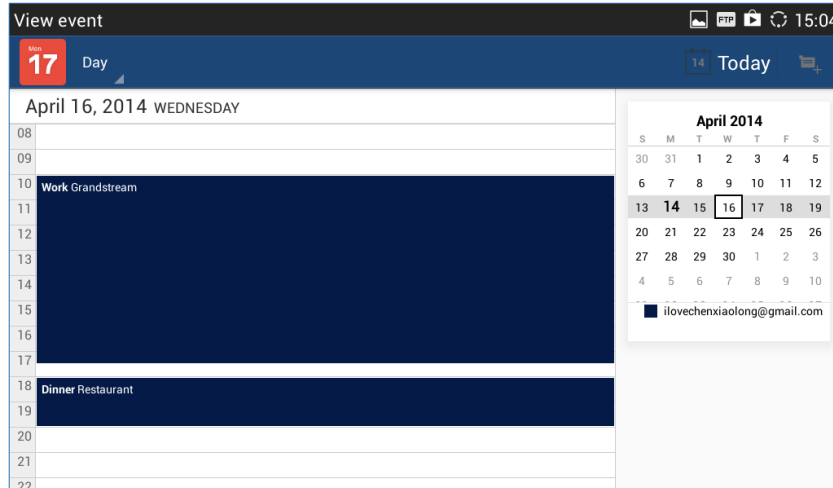 View event
FTP
15:04
Mon
17
Day
14
Today
April 16, 2014 WEDNESDAY
08
09
10
Work Grandstream
11
12
13
14
15
16
17
18
Dinner Restaurant
19
20
21
22
April 2014
S M T W T F S
30 31 1 2 3 4 5
6 7 8 9 10 11 12
13 14 15 16 17 18 19
20 21 22 23 24 25 26
27 28 29 30 1 2 3
4 5 6 7 8 9 10
ilovechenxiaolong@gmail.com